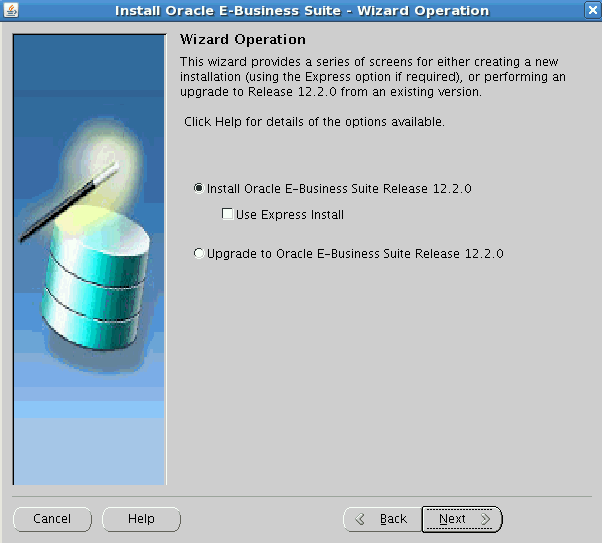 Install Oracle E-Business Suite - Wizard Operation
Wizard Operation
This wizard provides a series of screens for either creating a new
installation (using the Express option if required), or performing an
upgrade to Release 12.2.0 from an existing version.
Click Help for details of the options available.
Install Oracle E-Business Suite Release 12.2.0
Use Express Install
Upgrade to Oracle E-Business Suite Release 12.2.0
Cancel
Help
Back
Next